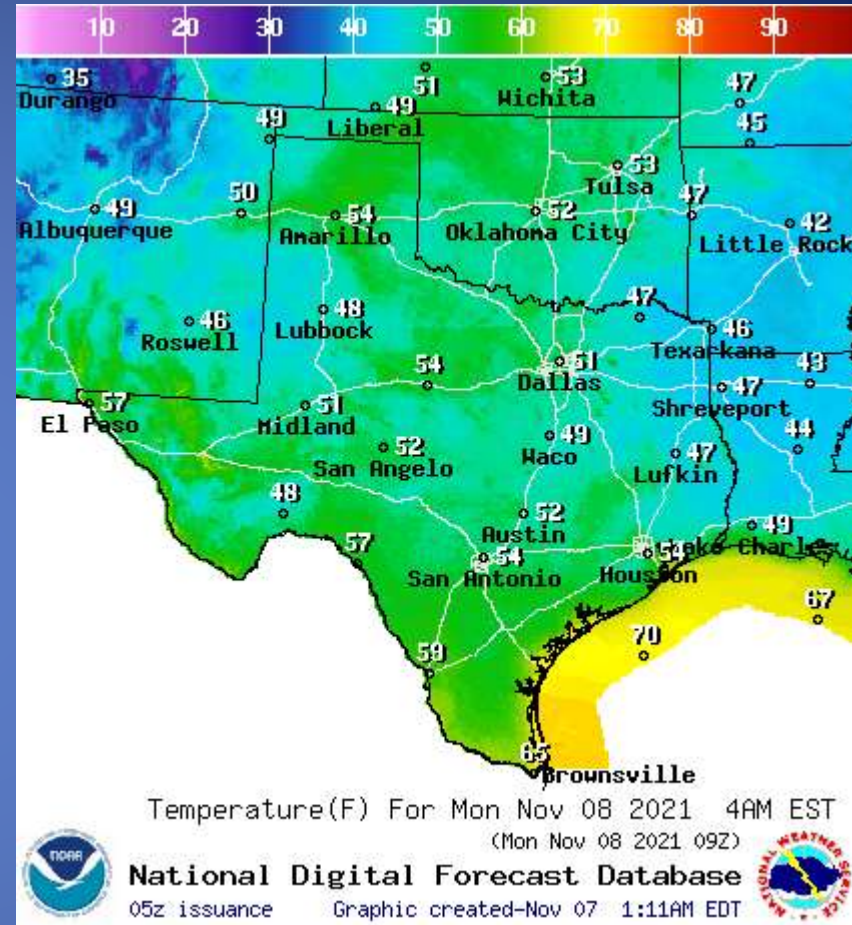 10 20 30 40 50 60 70 80 90
35
Durango
51
53
Wichita
47
49
Liberal
49
45
53
Tulsa
49
Albuquerque
50
54
Amarillo
52
Oklahoma City
47
42
Little Rock
46
Roswell
48
Lubbock
47
46
Texarkana
54
51
Dallas
47
Shreveport
43
57
El Paso
51
Midland
52
San Angelo
49
Waco
47
Lufkin
44
48
52
Austin
49
Lake Charles
57
54
San Antonio
54
Houston
67
70
59
65
Brownsville
Temperature(F) For Mon Nov 08 2021 4AM EST
(Mon Nov 08 2021 09Z)
NOAA
National Digital Forecast Database
05z issuance Graphic created-Nov 07 1:11AM EDT
NATIONAL WEATHER SERVICE